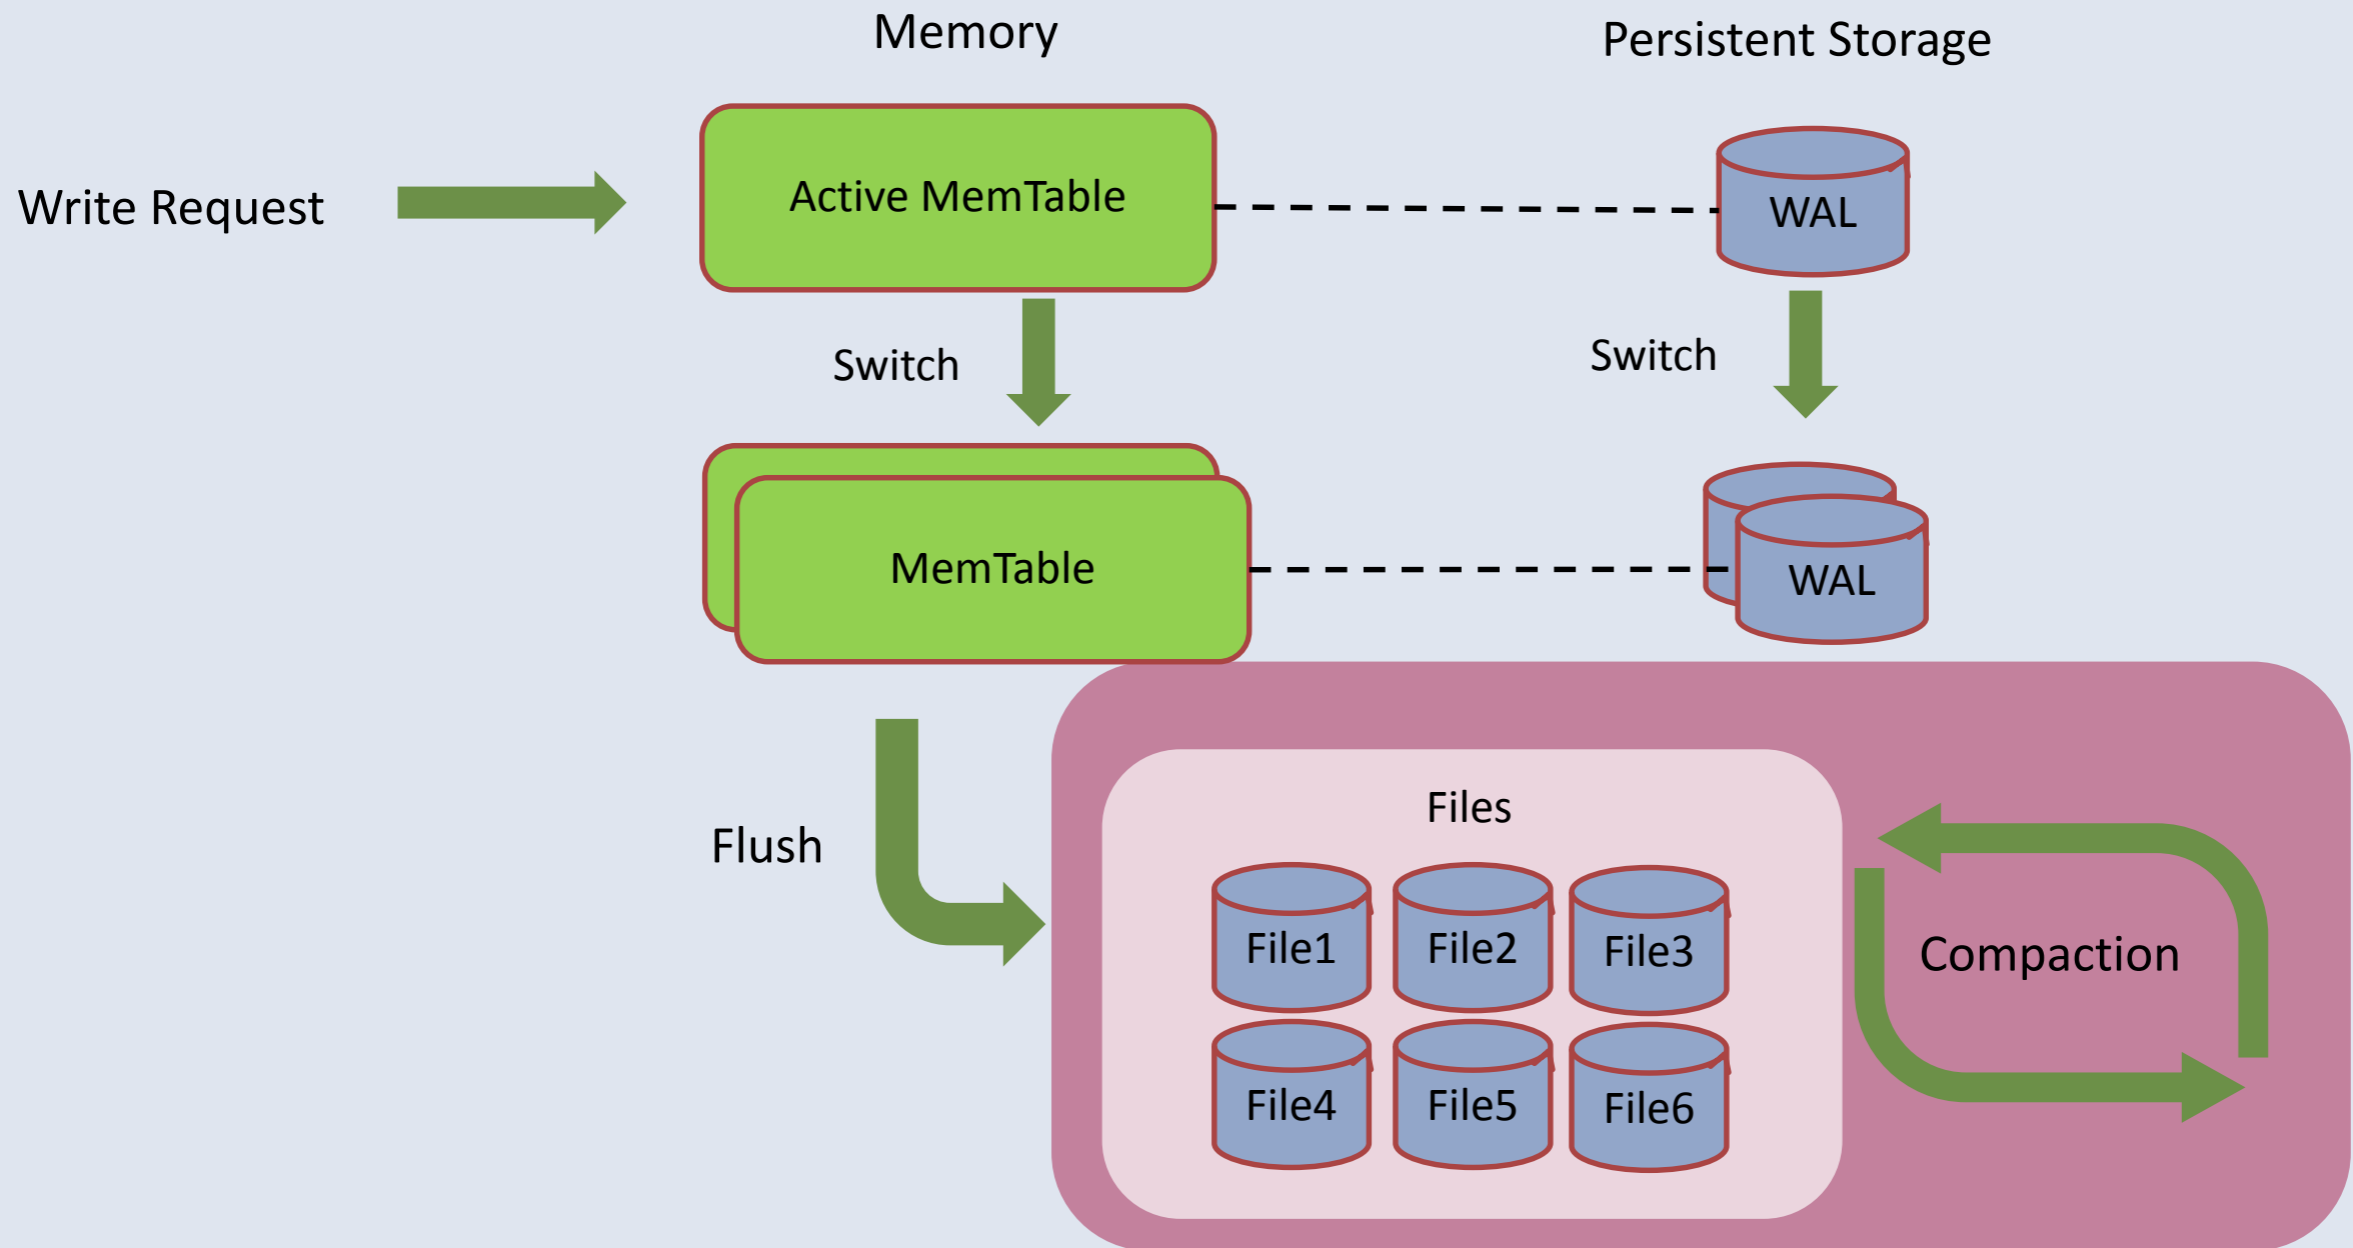 Memory
Persistent Storage
Write Request
Active MemTable
WAL
Switch
Switch
MemTable
WAL
Flush
Files
File1
File2
File3
Compaction
File4
File5
File6